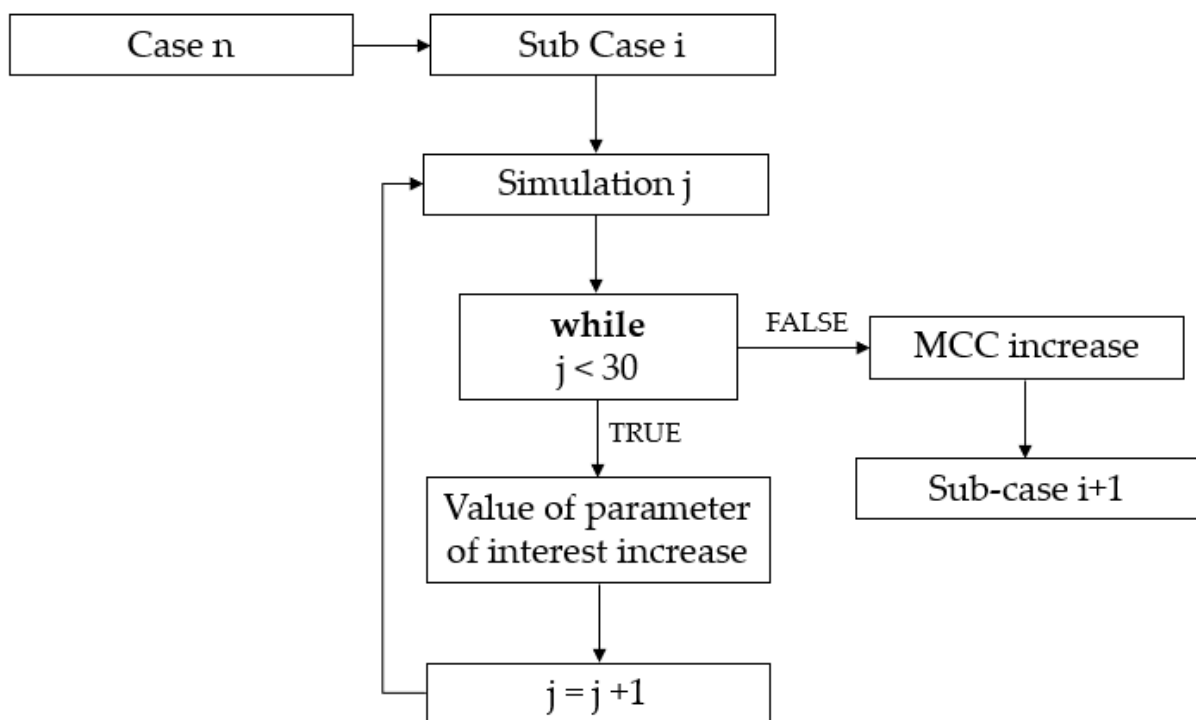 Case n
Sub Case i
Simulation j
while
j < 30
FALSE
MCC increase
TRUE
Sub-case i+1
Value of parameter
of interest increase
j = j +1